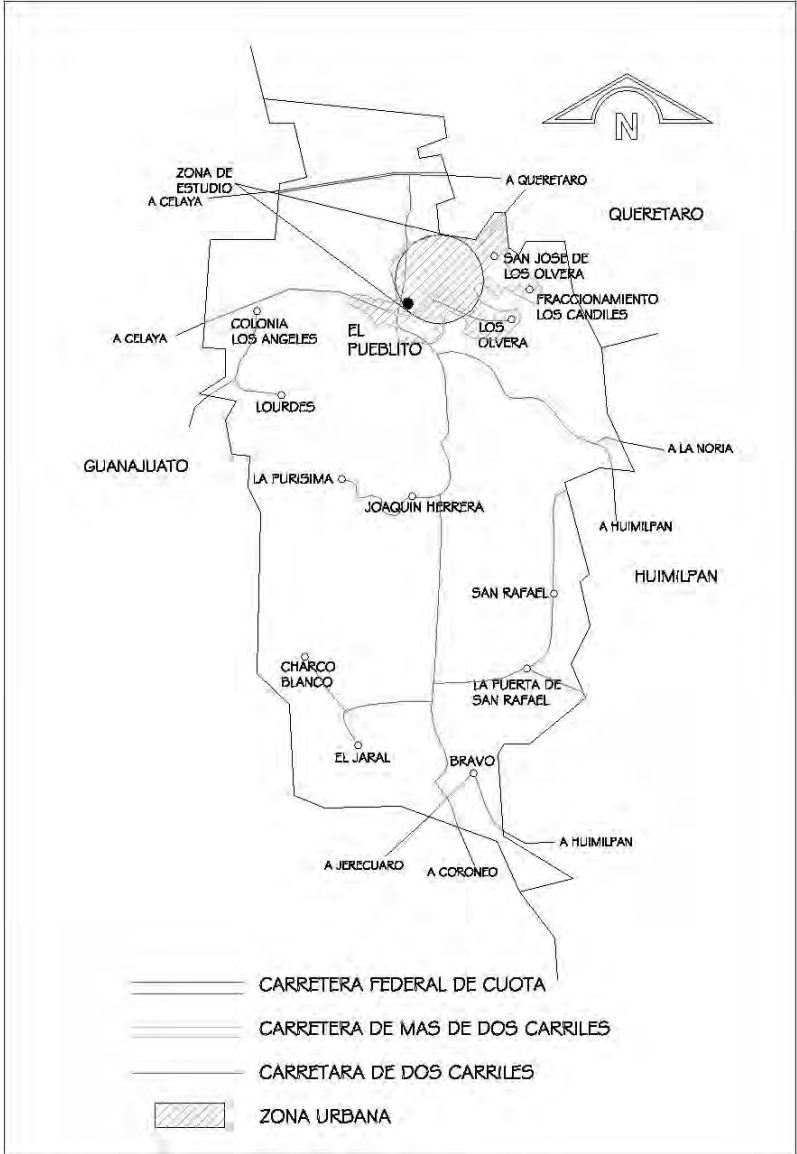 N
ZONA DE
ESTUDIO
A CELAYA
A QUERETARO
QUERETARO
SAN JOSE DE
LOS OLVERA
FRACCIONAMIENTO
LOS CANDILES
COLONIA
LOS ANGELES
EL
PUEBLITO
LOS
OLVERA
A CELAYA
LOURDES
A LA NORIA
GUANAJUATO
LA PURISIMA
JOAQUIN HERRERA
A HUIMILPAN
HUIMILPAN
SAN RAFAEL
CHARCO
BLANCO
LA PUERTA DE
SAN RAFAEL
EL JARAL
BRAVO
A HUIMILPAN
A JERECUARO
A CORONEO
CARRETERA FEDERAL DE CUOTA
CARRETERA DE MAS DE DOS CARRILES
CARRETARA DE DOS CARRILES
ZONA URBANA